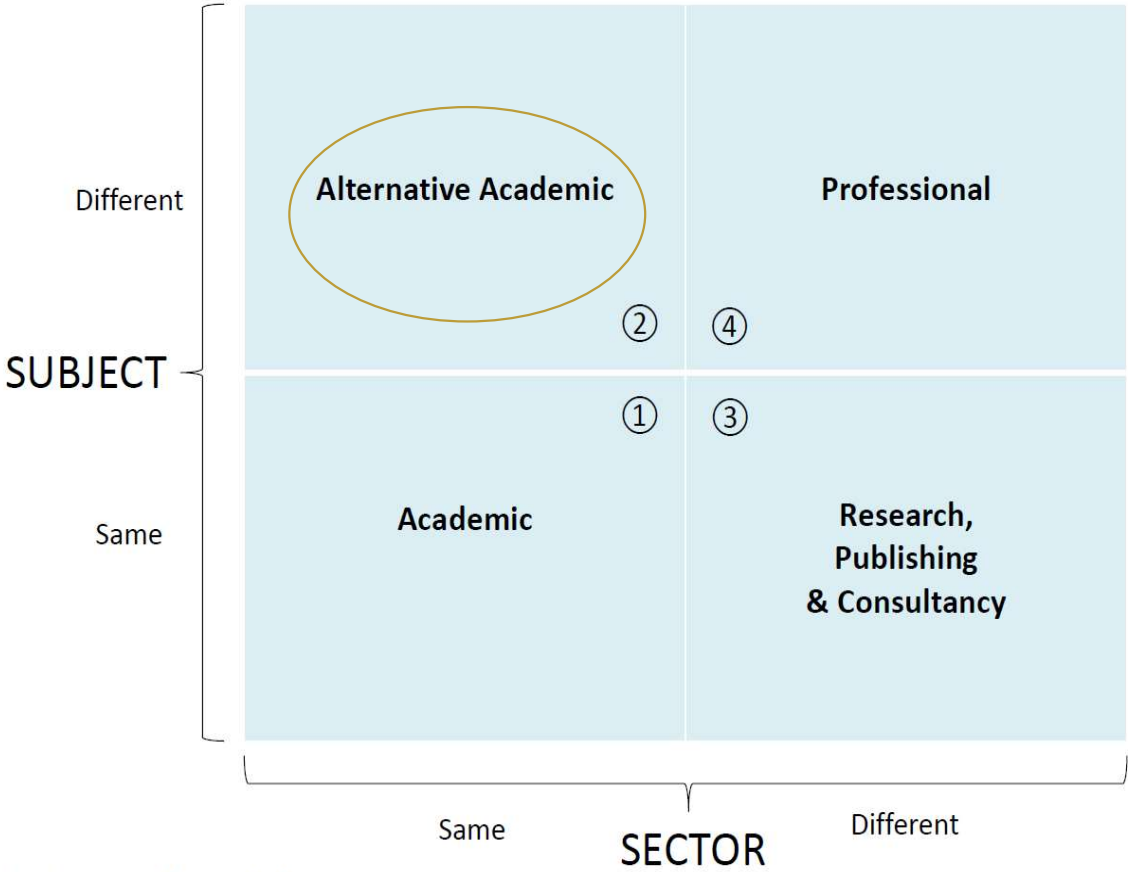 Different
Alternative Academic
Professional
②
④
SUBJECT
①
③
Same
Academic
Research,
Publishing
& Consultancy
Same
Different
SECTOR